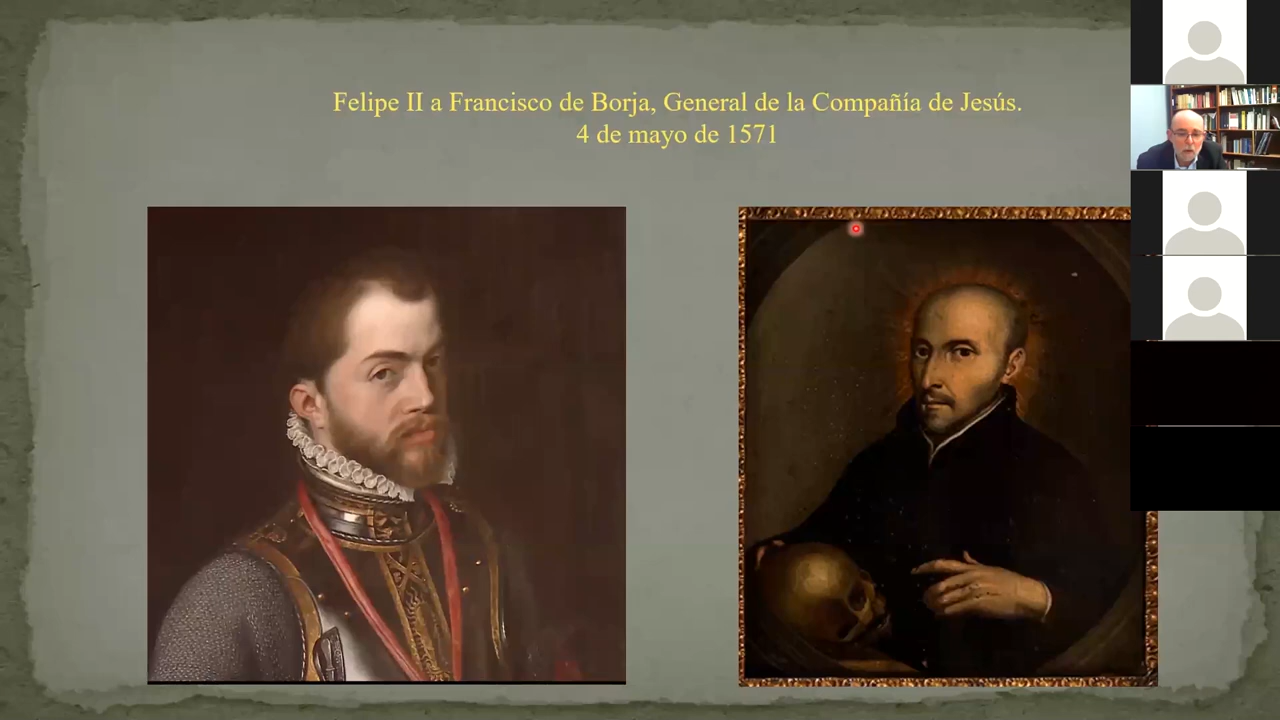 Felipe II a Francisco de Borja, General de la Compañía de Jesús.
4 de mayo de 1571